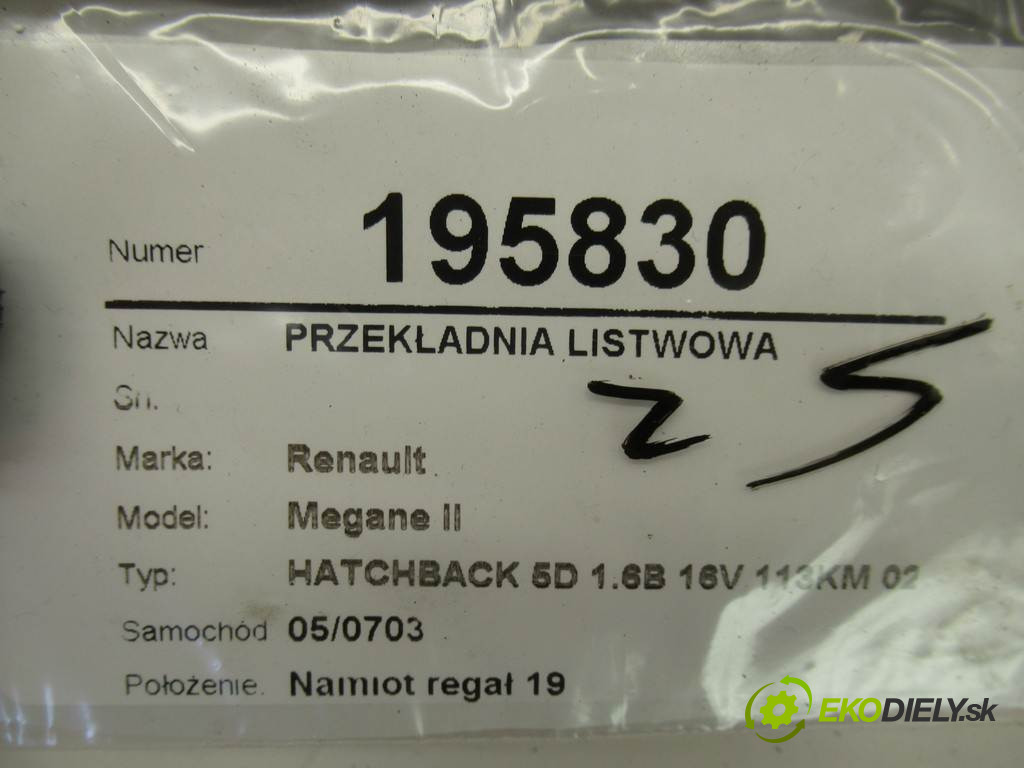 Numer 195830
Nazwa PRZEKŁADNIA LISTWOWA
Sn.
25
Marka: Renault
Model: Megane II
Typ: HATCHBACK 5D 1.6B 16V 113KM 02
Samochód 05/0703
Położenie. Namiot regał 19
EKODIELY.sk